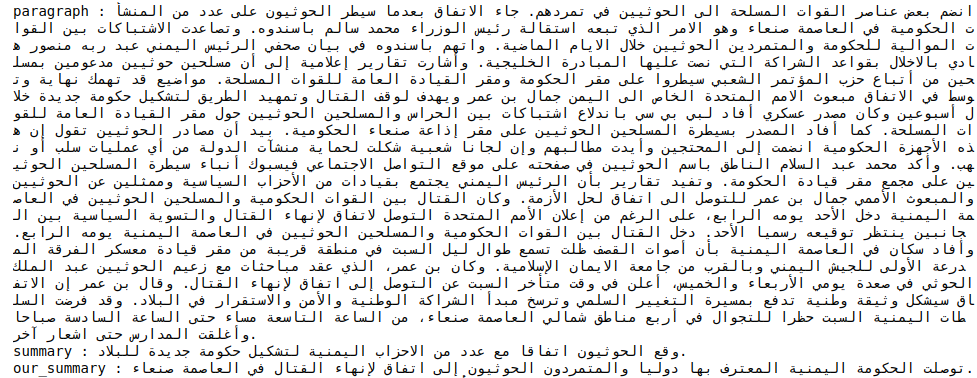 paragraph : انضم بعض عناصر القوات المسلحة الى الحوثيين في تمردهم. جاء الاتفاق بعدما سيطر الحوثيون على عدد من المنشآ
ت الحكومية في العاصمة صنعاء وهو الامر الذي تبعه استقالة رئيس الوزراء محمد سالم باسندوه. وتصاعدت الاشتباكات بين القوا
ت الموالية للحكومة والمتمردين الحوثيين خلال الايام الماضية. واتهم باسندوه في بيان صحفي الرئيس اليمني عبد ربه منصور ه
ادي بالاخلال بقواعد الشراكة التي نصت عليها المبادرة الخليجية. وأشارت تقارير إعلامية إلى أن مسلحين حوثيين مدعومين بمسل
حين من أتباع حزب المؤتمر الشعبي سيطروا على مقر الحكومة ومقر القيادة العامة للقوات المسلحة. مواضيع قد تهمك نهاية وت
وسط في الاتفاق مبعوث الامم المتحدة الخاص الى اليمن جمال بن عمر ويهدف لوقف القتال وتمهيد الطريق لتشكيل حكومة جديدة خلا
ل أسبوعين وكان مصدر عسكري أفاد لبي بي سي باندلاع اشتباكات بين الحراس والمسلحين الحوثيين حول مقر القيادة العامة للقو
ات المسلحة. كما أفاد المصدر بسيطرة المسلحين الحوثيين على مقر إذاعة صنعاء الحكومية. بيد أن مصادر الحوثيين تقول إن ه
ذه الأجهزة الحكومية انضمت إلى المحتجين وأيدت مطالبهم وإن لجانا شعبية شكلت لحماية منشآت الدولة من أي عمليات سلب أو ن
هب. وأكد محمد عبد السلام الناطق باسم الحوثيين في صفحته على موقع التواصل الاجتماعي فيسبوك أنباء سيطرة المسلحين الحوثي
ين على مجمع مقر قيادة الحكومة. وتفيد تقارير بأن الرئيس اليمني يجتمع بقيادات من الأحزاب السياسية وممثلين عن الحوثيين
والمبعوث الأممي جمال بن عمر للتوصل الى اتفاق لحل الأزمة. وكان القتال بين القوات الحكومية والمسلحين الحوثيين في العاص
مة اليمنية دخل الأحد يومه الرابع، على الرغم من إعلان الأمم المتحدة التوصل لاتفاق لإنهاء القتال والتسوية السياسية بين ال
جانبين ينتظر توقيعه رسميا الأحد. دخل القتال بين القوات الحكومية والمسلحين الحوثيين في العاصمة اليمنية يومه الرابع.
وأفاد سكان في العاصمة اليمنية بأن أصوات القصف ظلت تسمع طوال ليل السبت في منطقة قريبة من مقر قيادة معسكر الفرقة الم
درعة الأولى للجيش اليمني وبالقرب من جامعة الايمان الإسلامية. وكان بن عمر، الذي عقد مباحثات مع زعيم الحوثيين عبد الملك
الحوثي في صعدة يومي الأربعاء والخميس، أعلن في وقت متأخر السبت عن التوصل إلى اتفاق لإنهاء القتال. وقال بن عمر إن الاتف
اق سيشكل وثيقة وطنية تدفع بمسيرة التغيير السلمي وترسخ مبدأ الشراكة الوطنية والأمن والاستقرار في البلاد. وقد فرضت السل
طات اليمنية السبت حظرا للتجوال في أربع مناطق شمالي العاصمة صنعاء، من الساعة التاسعة مساء حتى الساعة السادسة صباحا
وأغلقت المدارس حتى اشعار آخر.
summary : وقع الحوثيون اتفاقا مع عدد من الاحزاب اليمنية لتشكيل حكومة جديدة للبلاد.
our_summary : توصلت الحكومة اليمنية المعترف بها دوليا والمتمردون الحوثيون إلى اتفاق لإنهاء القتال في العاصمة صنعاء.